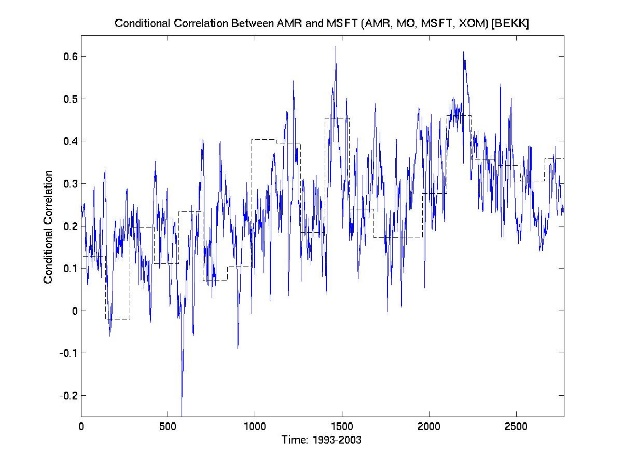 Conditional Correlation Between AMR and MSFT (AMR, MO, MSFT, XOM) [BEKK]
0.6
0.5
0.4
0.3
0.2
0.1
0
-0.1
-0.2
Conditional Correlation
0 500 1000 1500 2000 2500
Time: 1993-2003